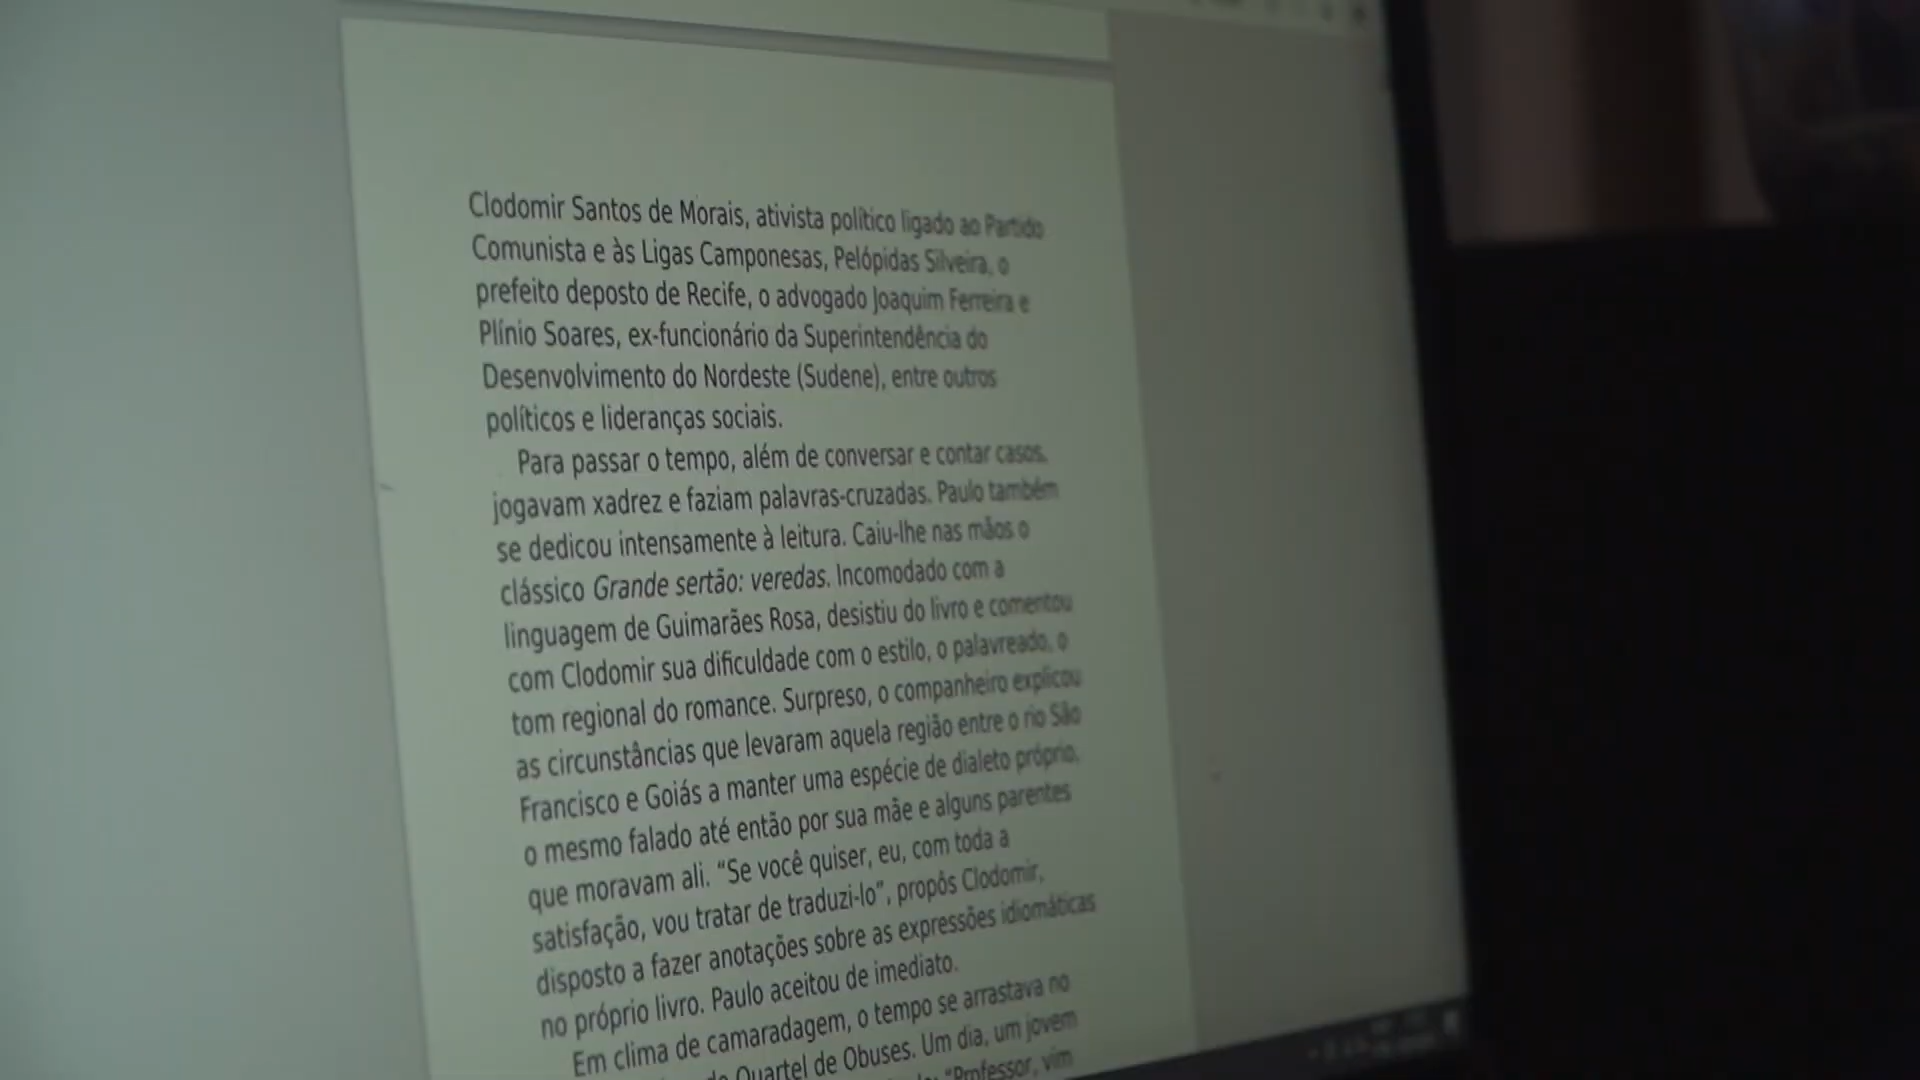 Clodomir Santos de Morais, ativista político ligado ao Partido
Comunista e às Ligas Camponesas, Pelópidas Silveira, o
prefeito deposto de Recife, o advogado Joaquim Ferreira e
Plínio Soares, ex-funcionário da Superintendência do
Desenvolvimento do Nordeste (Sudene), entre outros
políticos e lideranças sociais.
Para passar o tempo, além de conversar e contar casos,
jogavam xadrez e faziam palavras-cruzadas. Paulo também
se dedicou intensamente à leitura. Caiu-lhe nas mãos o
clássico Grande sertão: veredas. Incomodado com a
linguagem de Guimarães Rosa, desistiu do livro e comentou
com Clodomir sua dificuldade com o estilo, o palavreado, o
tom regional do romance. Surpreso, o companheiro explicou
as circunstâncias que levaram aquela região entre o rio São
Francisco e Goiás a manter uma espécie de dialeto próprio,
o mesmo falado até então por sua mãe e alguns parentes
que moravam ali. “Se você quiser, eu, com toda a
satisfação, vou tratar de traduzi-lo”, propôs Clodomir,
disposto a fazer anotações sobre as expressões idiomáticas
no próprio livro. Paulo aceitou de imediato.
Em clima de camaradagem, o tempo se arrastava no
Quartel de Obuses. Um dia, um jovem
“Professor, vim